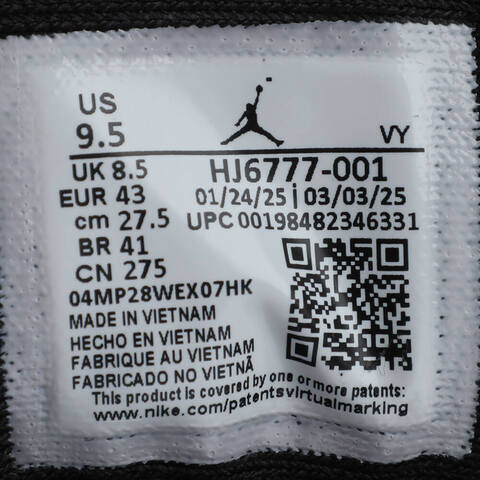 US
9.5
VY
UK 8.5
HJ6777-001
EUR 43
01/24/25 | 03/03/25
cm 27.5
UPC 00198482346331
BR 41
CN 275
04MP28WEX07HK
MADE IN VIETNAM
HECHO EN VIETNAM
FABRIQUE AU VIETNAM
FABRICADO NO VIETNÃ
This product is covered by one or more patents:
www.nike.com/patentsvirtualmarking